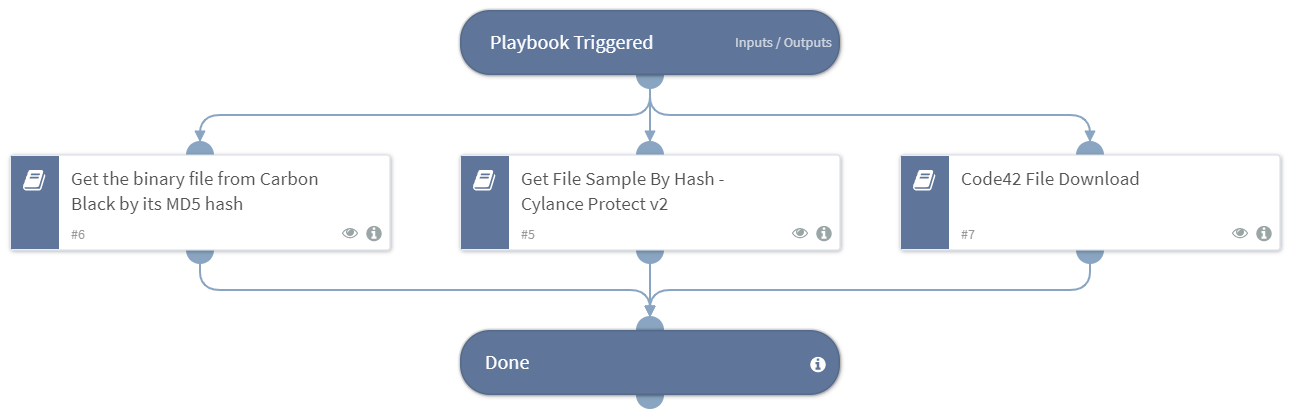 Playbook Triggered
Inputs / Outputs
Get the binary file from Carbon
Black by its MD5 hash
#6
Get File Sample By Hash -
Cylance Protect v2
#5
Code42 File Download
#7
Done